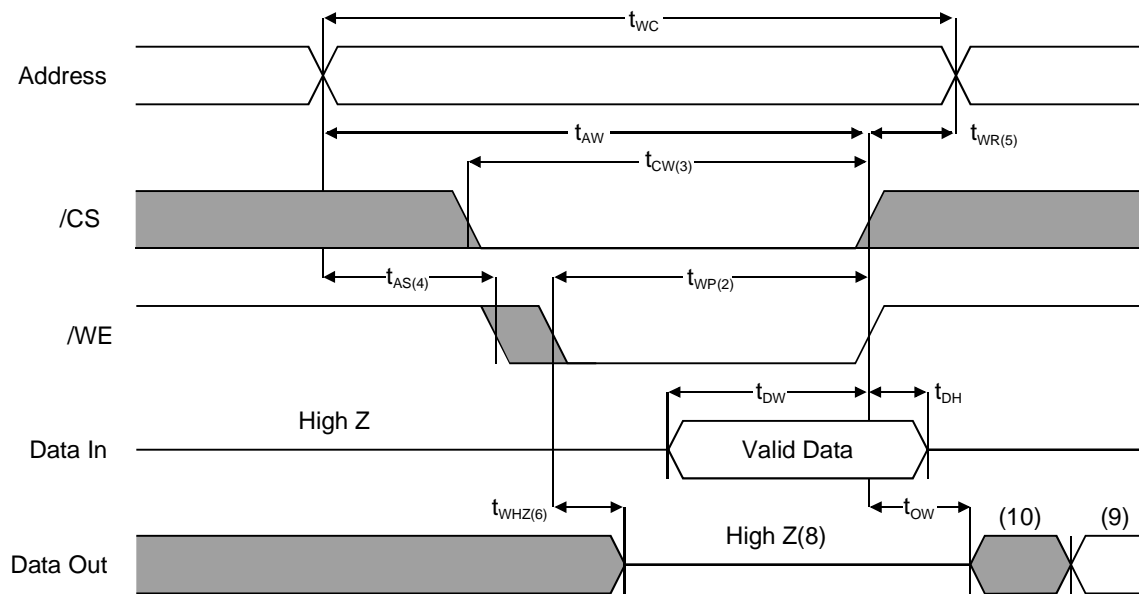 tWC
Address
tAW
tWR(5)
tCW(3)
/CS
tAS(4)
tWP(2)
/WE
tDW
tDH
High Z
Data In
Valid Data
tWHZ(6)
tOW
(10)
(9)
High Z(8)
Data Out